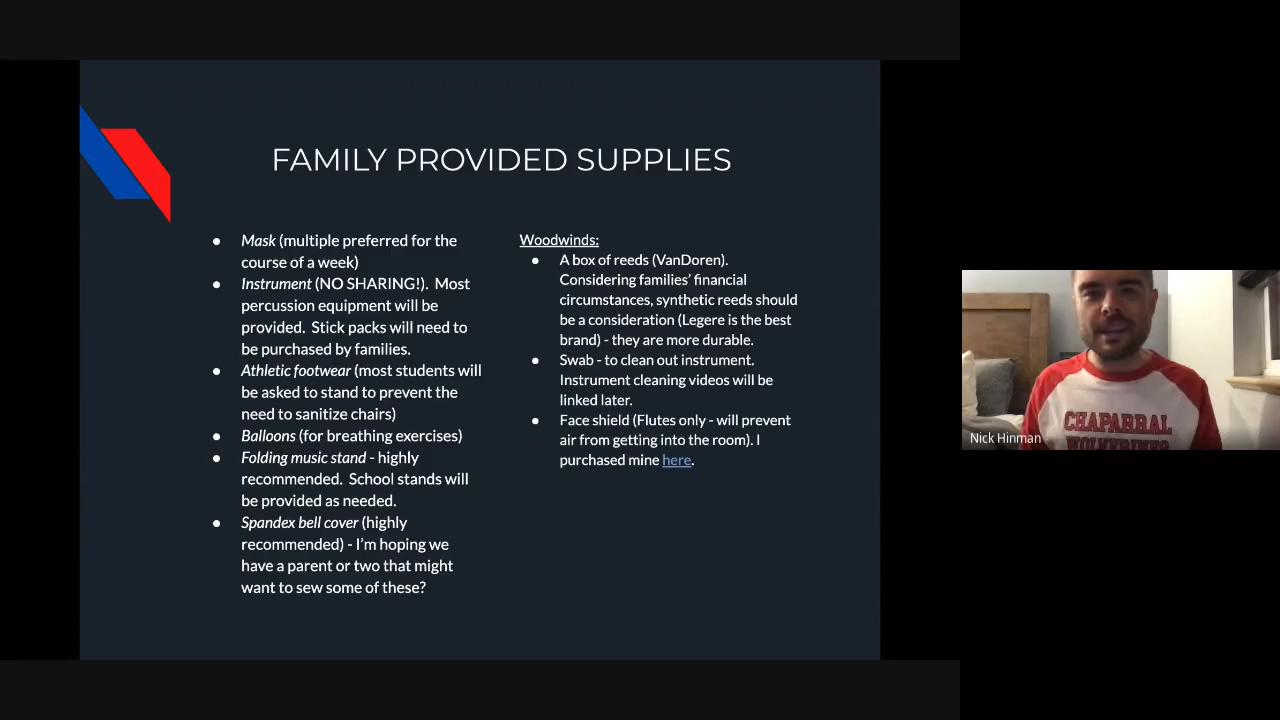 FAMILY PROVIDED SUPPLIES
● Mask (multiple preferred for the
course of a week)
● Instrument (NO SHARING!). Most
percussion equipment will be
provided. Stick packs will need to
be purchased by families.
● Athletic footwear (most students will
be asked to stand to prevent the
need to sanitize chairs)
● Balloons (for breathing exercises)
● Folding music stand - highly
recommended. School stands will
be provided as needed.
● Spandex bell cover (highly
recommended) - I'm hoping we
have a parent or two that might
want to sew some of these?
Woodwinds:
● A box of reeds (VanDoren).
Considering families' financial
circumstances, synthetic reeds should
be a consideration (Legere is the best
brand) - they are more durable.
● Swab - to clean out instrument.
Instrument cleaning videos will be
linked later.
● Face shield (Flutes only - will prevent
air from getting into the room). I
purchased mine here.
CHAPARRAL
WOLVERINES
Nick Hinman